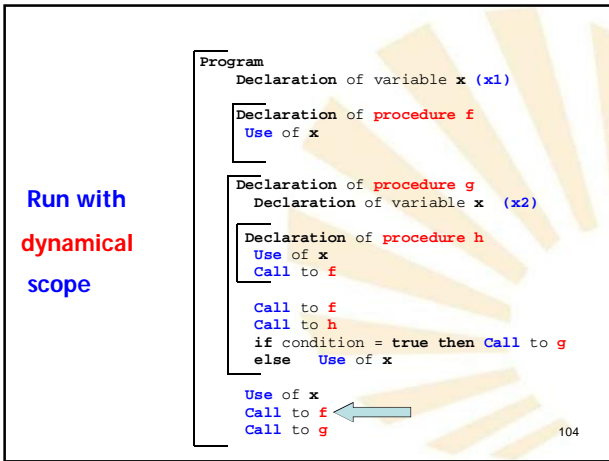 Program
Declaration of variable x (x1)
Declaration of procedure f
Use of x
Declaration of procedure g
Declaration of variable x (x2)
Declaration of procedure h
Use of x
Call to f
Call to f
Call to h
if condition = true then Call to g
else Use of x
Use of x
Call to f
Call to g
Run with
dynamical
scope
104